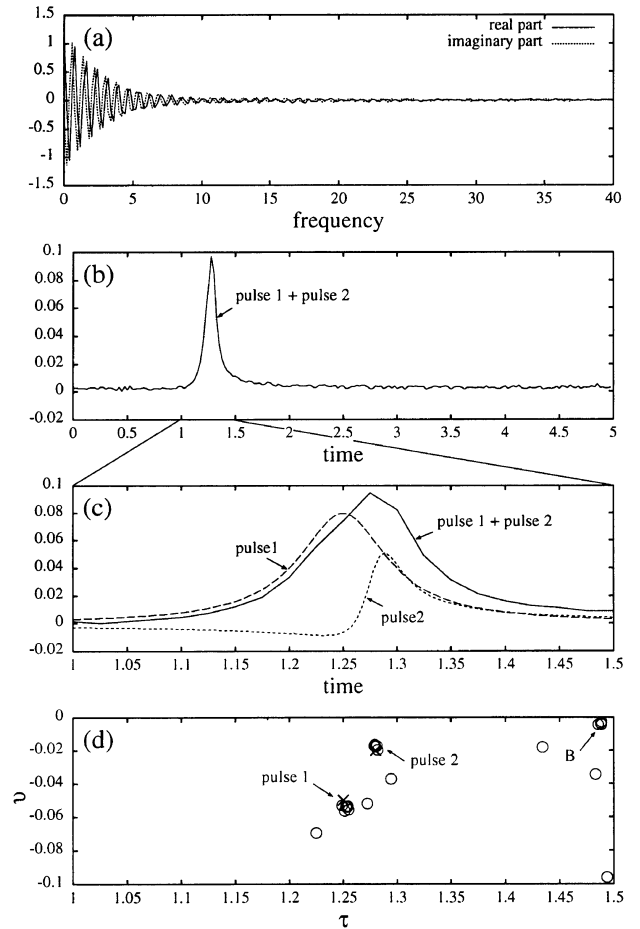 (a)
real part
imaginary part
1.5
1
0.5
0
-0.5
-1
-1.5
0 5 10 15 20 25 30 35 40
frequency
(b)
pulse 1 + pulse 2
0.1
0.08
0.06
0.04
0.02
0
-0.02
0 0.5 1 1.5 2 2.5 3 3.5 4 4.5 5
time
(c)
pulse 1 + pulse 2
pulse1
pulse2
0.1
0.08
0.06
0.04
0.02
0
-0.02
1 1.05 1.1 1.15 1.2 1.25 1.3 1.35 1.4 1.45 1.5
time
(d)
pulse 1
pulse 2
B
0
-0.02
-0.04
-0.06
-0.08
-0.1
υ
1 1.05 1.1 1.15 1.2 1.25 1.3 1.35 1.4 1.45 1.5
τ